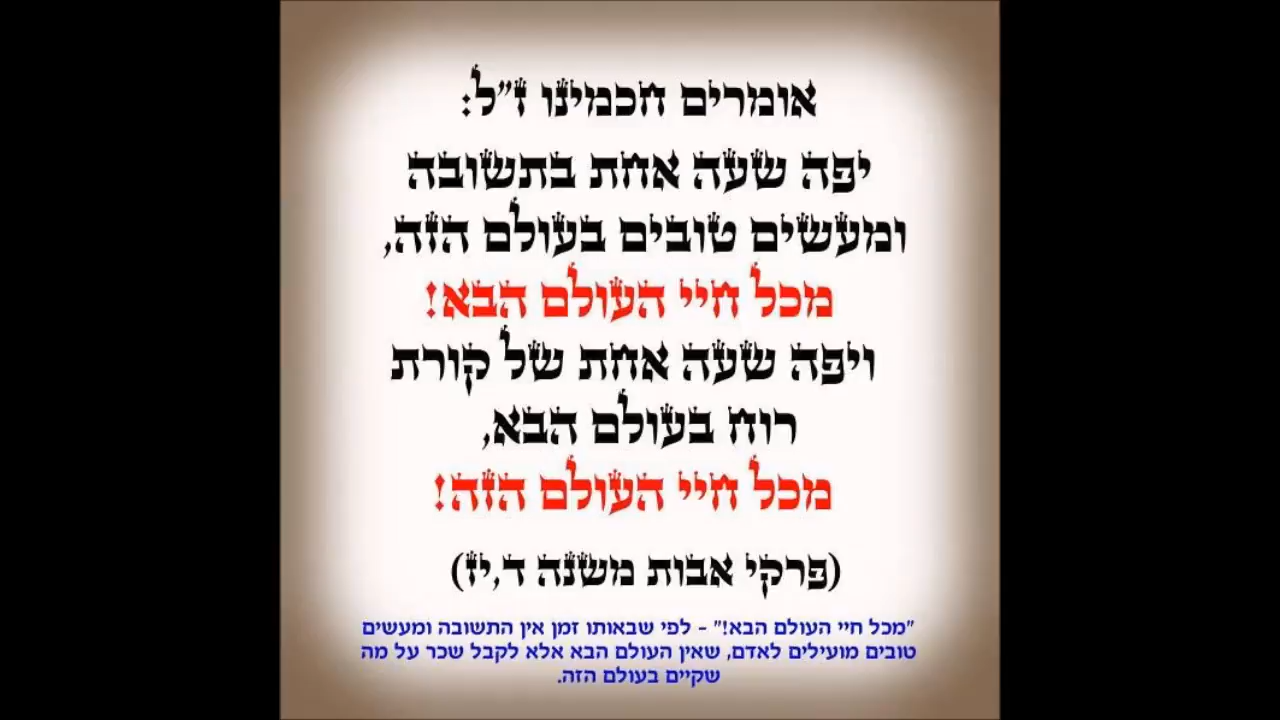 אומרים חכמינו ז"ל:
יפה שעה אחת בתשובה
ומעשים טובים בעולם הזה,
מכל חיי העולם הבא!
ויפה שעה אחת של קורת
רוח בעולם הבא,
מכל חיי העולם הזה!
(פרקי אבות משנה ד,יז)
"מכל חיי העולם הבא!" - לפי שבאותו זמן אין התשובה ומעשים
טובים מועילים לאדם, שאין העולם הבא אלא לקבל שכר על מה
שקיים בעולם הזה.